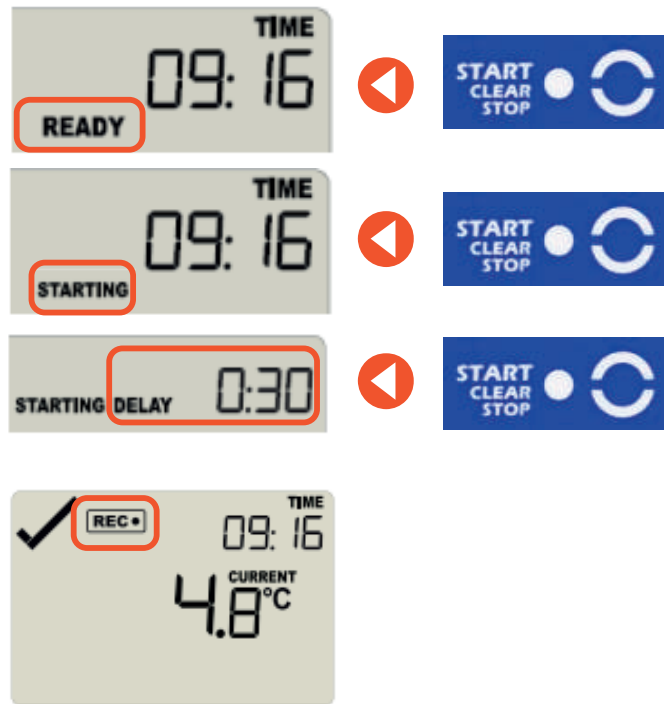 TIME
09:16
READY
START
CLEAR
STOP
TIME
09:16
STARTING
START
CLEAR
STOP
STARTING DELAY 0:30
START
CLEAR
STOP
REC•
TIME
09:16
CURRENT
4.8°C